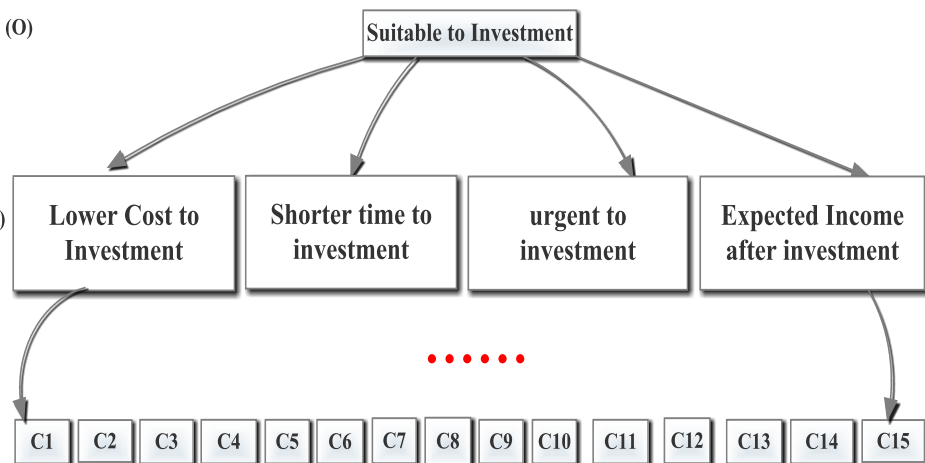 (O)
Suitable to Investment
)
Lower Cost to
Investment
Shorter time to
investment
urgent to
investment
Expected Income
after investment
......
C1 C2 C3 C4 C5 C6 C7 C8 C9 C10 C11 C12 C13 C14 C15